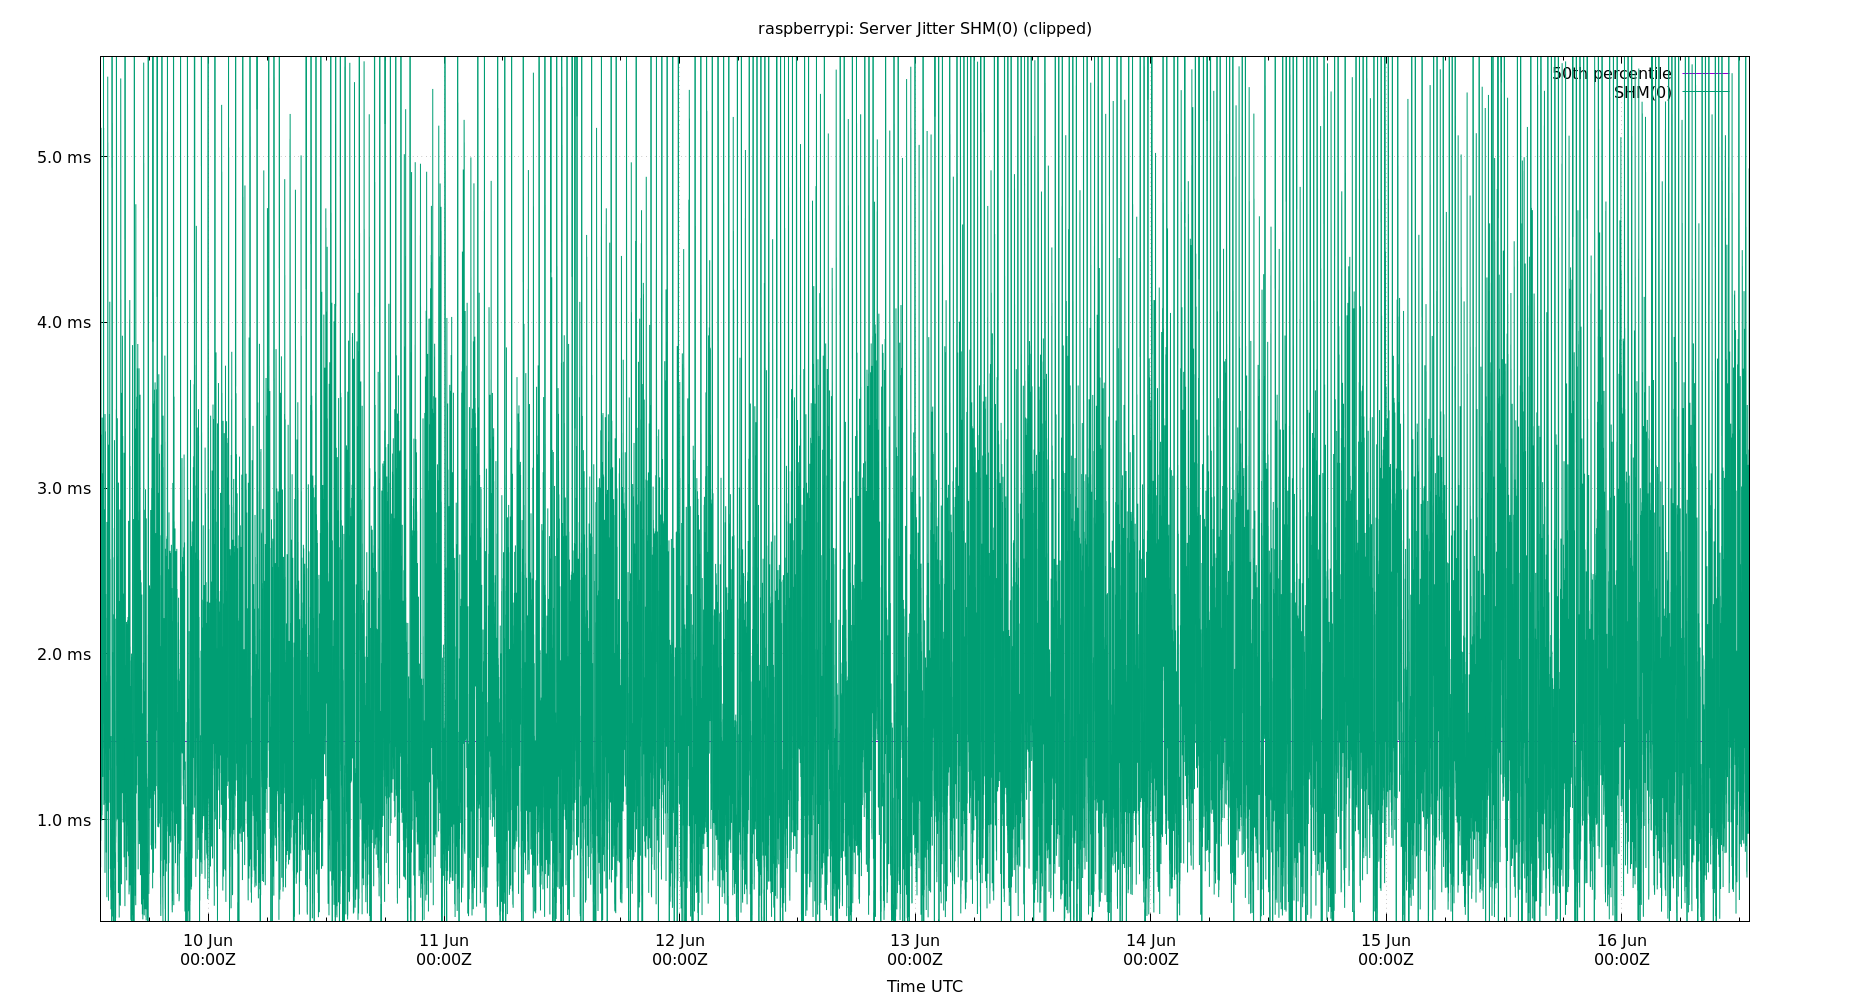 raspberrypi: Server Jitter SHM(0) (clipped)
50th percentile
SHM(0)
5.0 ms
4.0 ms
3.0 ms
2.0 ms
1.0 ms
10 Jun 11 Jun 12 Jun 13 Jun 14 Jun 15 Jun 16 Jun
00:00Z 00:00Z 00:00Z 00:00Z 00:00Z 00:00Z 00:00Z
Time UTC